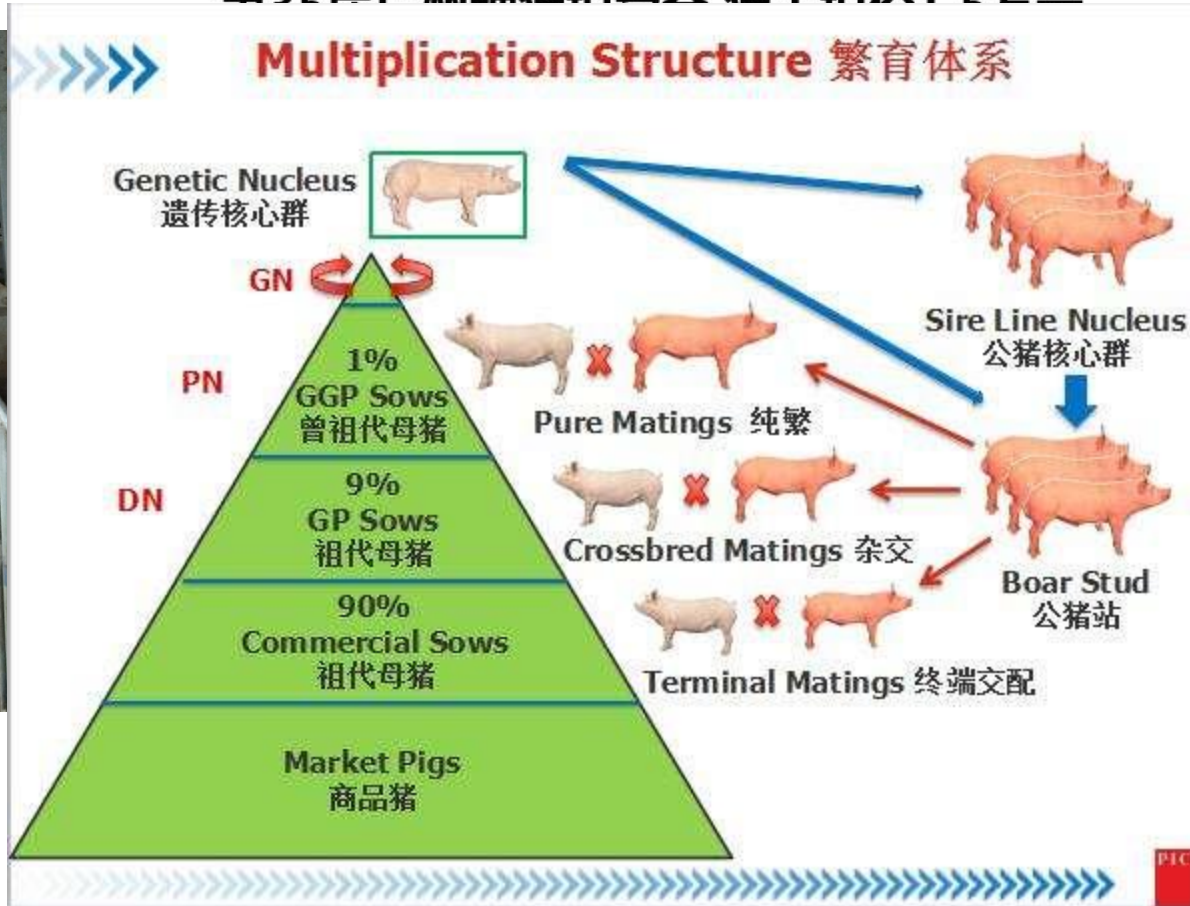 Multiplication Structure 繁育体系
Genetic Nucleus
遗传核心群
GN
PN
1%
GGP Sows
曾祖代母猪
DN
9%
GP Sows
祖代母猪
90%
Commercial Sows
祖代母猪
Market Pigs
商品猪
Sire Line Nucleus
公猪核心群
Pure Matings 纯繁
Crossbred Matings 杂交
Boar Stud
公猪站
Terminal Matings 终端交配
PIC